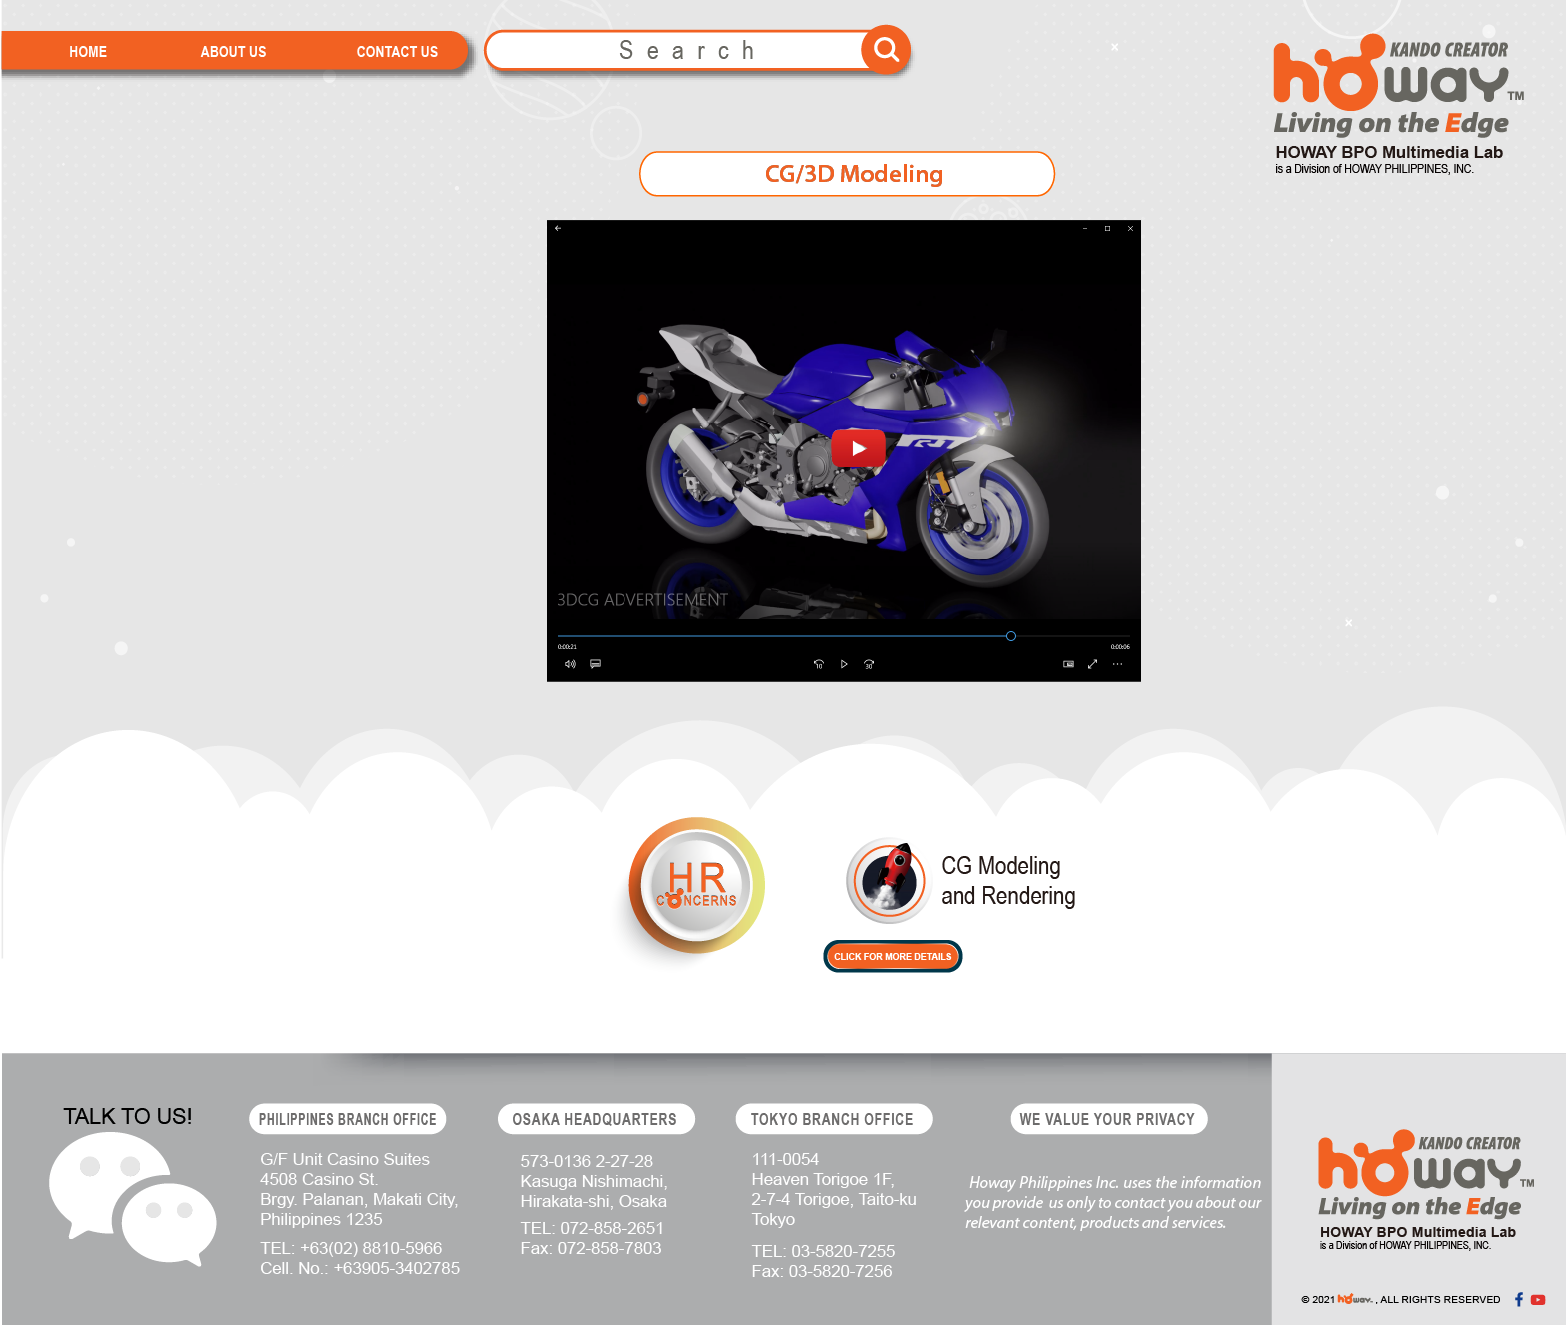 HOME ABOUT US CONTACT US
Search
KANDO CREATOR
howay TM
Living on the Edge
HOWAY BPO Multimedia Lab
is a Division of HOWAY PHILIPPINES, INC.
CG/3D Modeling
R1
3DCG ADVERTISEMENT
0:00:21 0:00:06
10 30
HR
CONCERNS
CG Modeling
and Rendering
CLICK FOR MORE DETAILS
TALK TO US!
PHILIPPINES BRANCH OFFICE
G/F Unit Casino Suites
4508 Casino St.
Brgy. Palanan, Makati City,
Philippines 1235
TEL: +63(02) 8810-5966
Cell. No.: +63905-3402785
OSAKA HEADQUARTERS
573-0136 2-27-28
Kasuga Nishimachi,
Hirakata-shi, Osaka
TEL: 072-858-2651
Fax: 072-858-7803
TOKYO BRANCH OFFICE
111-0054
Heaven Torigoe 1F,
2-7-4 Torigoe, Taito-ku
Tokyo
TEL: 03-5820-7255
Fax: 03-5820-7256
WE VALUE YOUR PRIVACY
Howay Philippines Inc. uses the information
you provide us only to contact you about our
relevant content, products and services.
KANDO CREATOR
howay TM
Living on the Edge
HOWAY BPO Multimedia Lab
is a Division of HOWAY PHILIPPINES, INC.
© 2021 howay. , ALL RIGHTS RESERVED